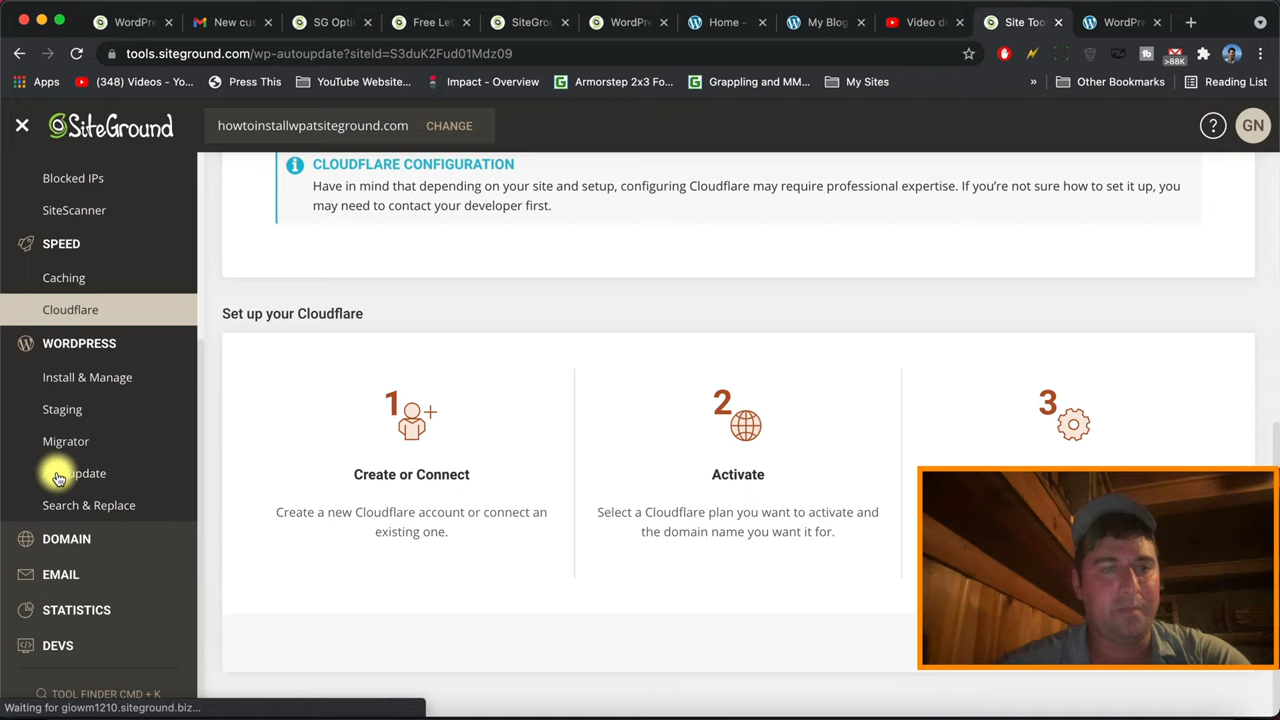 WordPr
New cus
SG Opti
Free Let
SiteGrou
WordPr
Home -
My Blog
Video de
Site Too
WordPre
tools.siteground.com/wp-autoupdate?siteId=S3duK2Fud01Mdz09
>88K
Apps
(348) Videos - Yo...
Press This
YouTube Website...
Impact - Overview
Armorstep 2x3 Fo...
Grappling and MM...
My Sites
»
Other Bookmarks
Reading List
SiteGround
howtoinstallwpatsiteground.com
CHANGE
?
GN
Blocked IPs
SiteScanner
SPEED
Caching
Cloudflare
WORDPRESS
Install & Manage
Staging
Migrator
update
Search & Replace
DOMAIN
EMAIL
STATISTICS
DEVS
TOOL FINDER CMD + K
Waiting for giowm1210.siteground.biz...
CLOUDFLARE CONFIGURATION
Have in mind that depending on your site and setup, configuring Cloudflare may require professional expertise. If you're not sure how to set it up, you
may need to contact your developer first.
Set up your Cloudflare
1
Create or Connect
Create a new Cloudflare account or connect an
existing one.
2
Activate
Select a Cloudflare plan you want to activate and
the domain name you want it for.
3